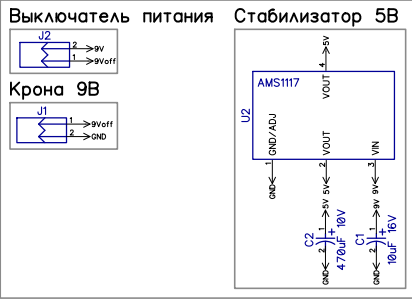 Выключатель питания
J2
2 9V
1 9Voff
Крона 9В
J1
1 9Voff
2 GND
Стабилизатор 5В
5V
4
AMS1117
VOUT
U2
GND/ADJ
VOUT
VIN
1 2 3
GND 5V 9V
5V 9V
1 1
+ 10V + 16V
C2 C1
470uF 10uF
2 2
GND GND